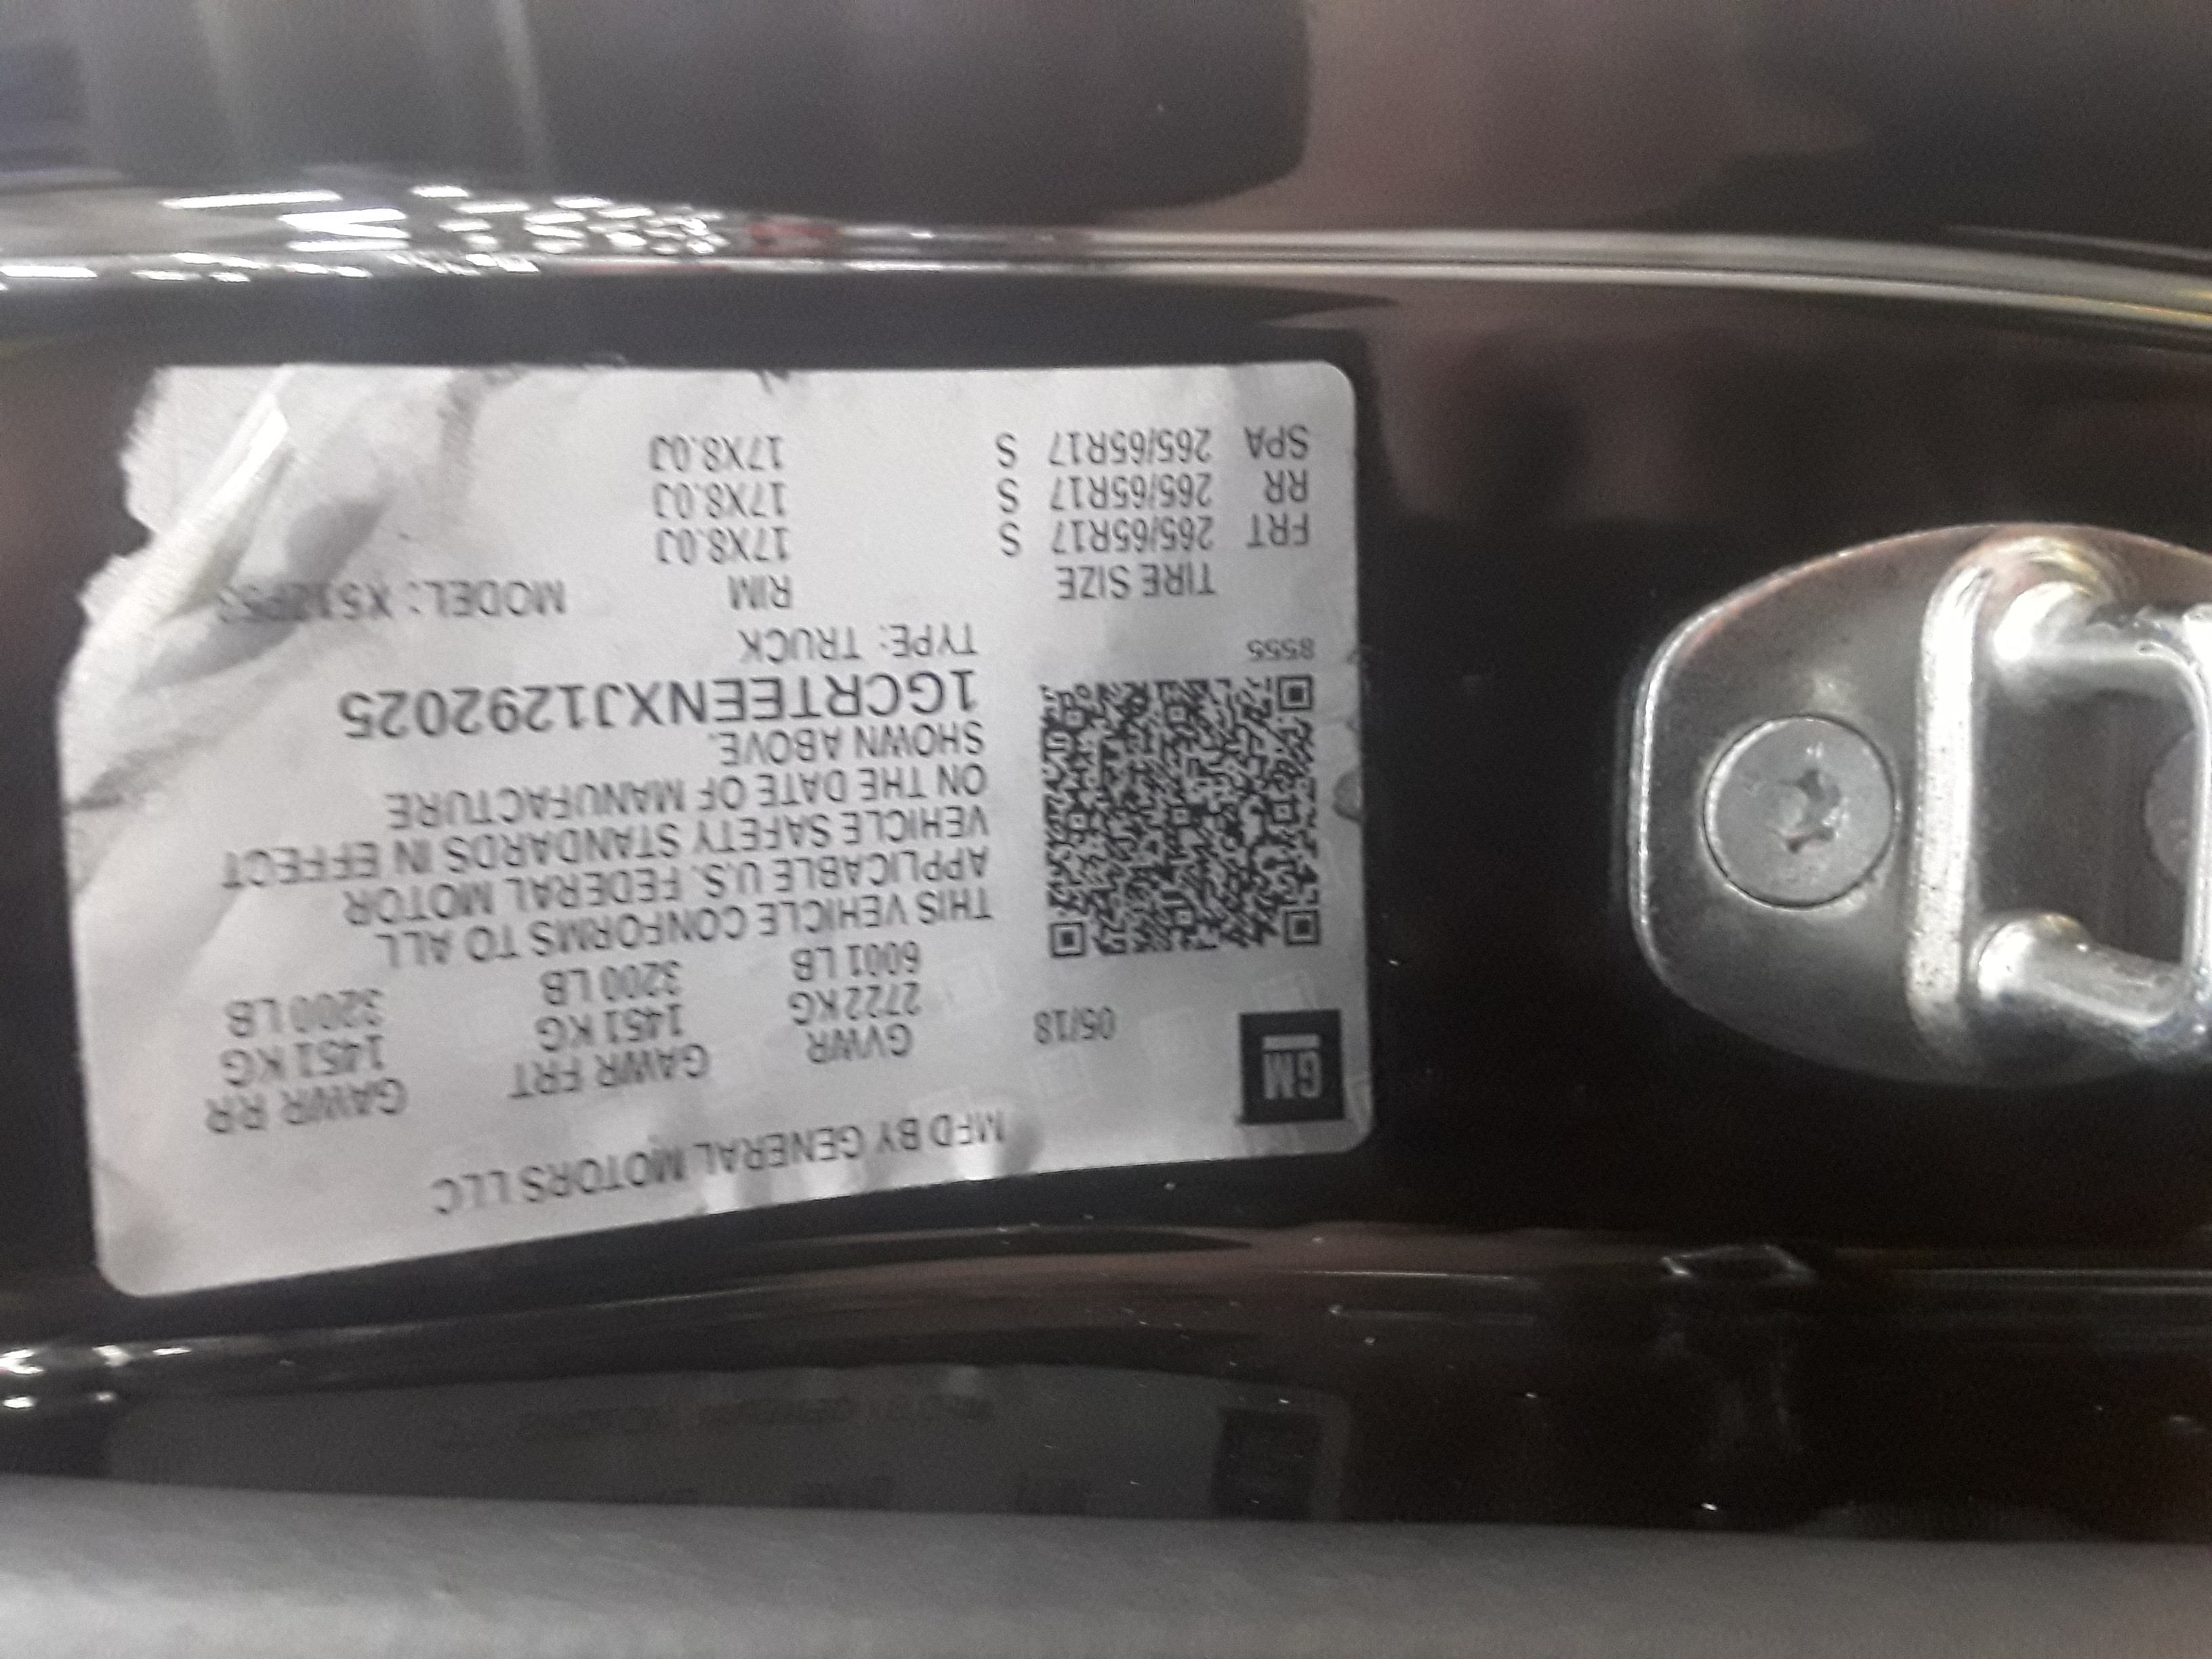 MFD BY GENERAL MOTORS LLC
GM
05/18
GVWR GAWR FRT GAWR RR
2722 KG 1451 KG 1451 KG
6001 LB 3200 LB 3200 LB
THIS VEHICLE CONFORMS TO ALL
APPLICABLE U.S. FEDERAL MOTOR
VEHICLE SAFETY STANDARDS IN EFFECT
ON THE DATE OF MANUFACTURE
SHOWN ABOVE.
1GCRTEENXJ1292025
8555
TYPE: TRUCK
TIRE SIZE RIM MODEL:
FRT 265/65R17 S 17X8.0J
RR 265/65R17 S 17X8.0J
SPA 265/65R17 S 17X8.0J